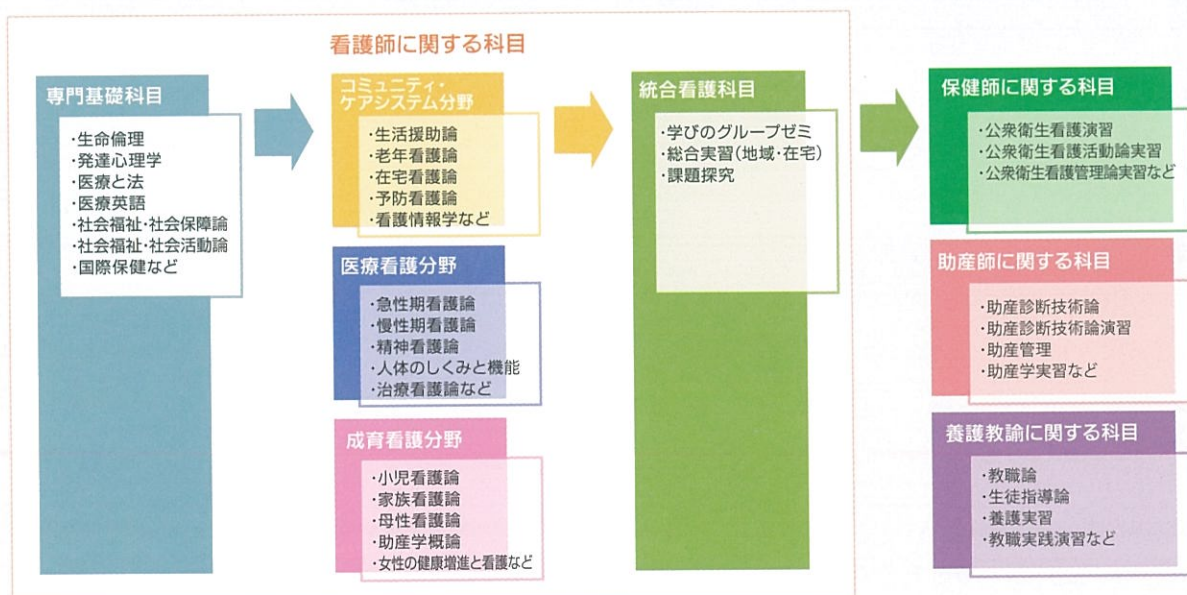 看護師に関する科目
専門基礎科目
・生命倫理
・発達心理学
・医療と法
・医療英語
・社会福祉・社会保障論
・社会福祉・社会活動論
・国際保健など
コミュニティ・
ケアシステム分野
・生活援助論
・老年看護論
・在宅看護論
・予防看護論
・看護情報学など
医療看護分野
・急性期看護論
・慢性期看護論
・精神看護論
・人体のしくみと機能
・治療看護論など
成育看護分野
・小児看護論
・家族看護論
・母性看護論
・助産学概論
・女性の健康増進と看護など
統合看護科目
・学びのグループゼミ
・総合実習(地域・在宅)
・課題探究
保健師に関する科目
・公衆衛生看護演習
・公衆衛生看護活動論実習
・公衆衛生看護管理論実習など
助産師に関する科目
・助産診断技術論
・助産診断技術論演習
・助産管理
・助産学実習など
養護教諭に関する科目
・教職論
・生徒指導論
・養護実習
・教職実践演習など